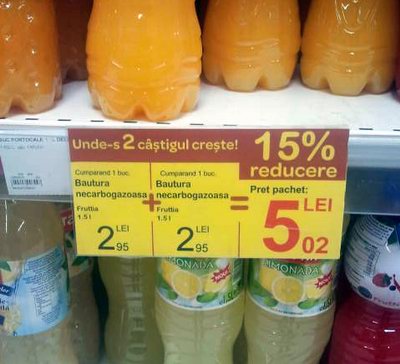 Unde-s 2 câștigul crește!
15%
reducere
Cumparand 1 buc.
Bautura
necarbogazoasa
Fruttia
1.5 l
2 LEI 95
+
Cumparand 1 buc.
Bautura
necarbogazoasa
Fruttia
1.5 l
2 LEI 95
=
Pret pachet:
5 LEI 02
LIMONADA
LIMONADA